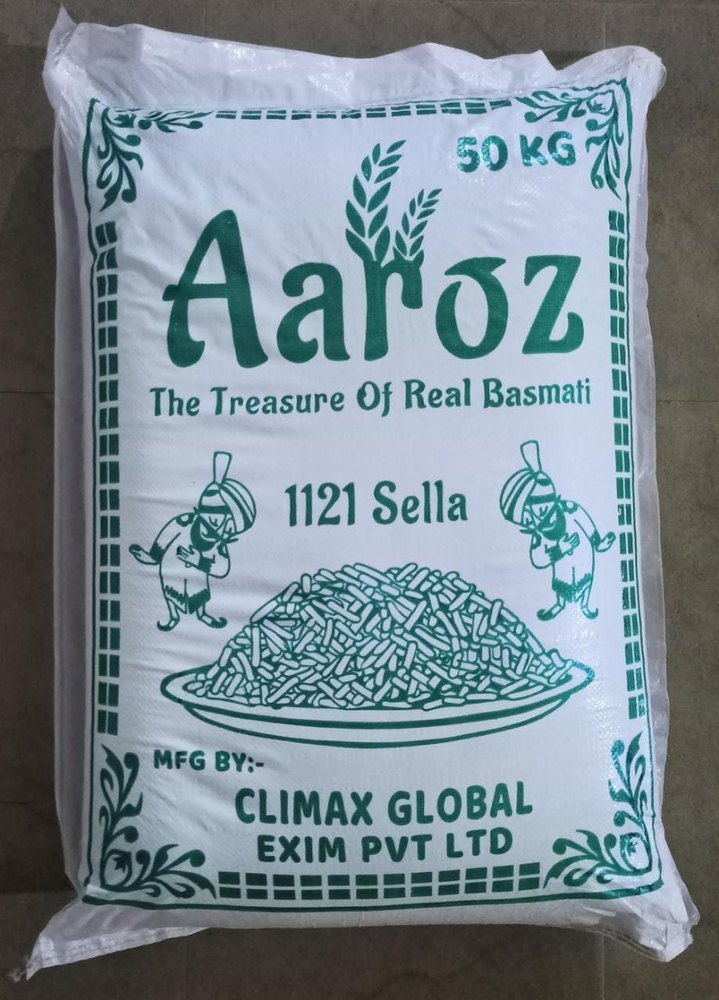 50 KG
Aaroz
The Treasure Of Real Basmati
1121 Sella
MFG BY:-
CLIMAX GLOBAL
EXIM PVT LTD